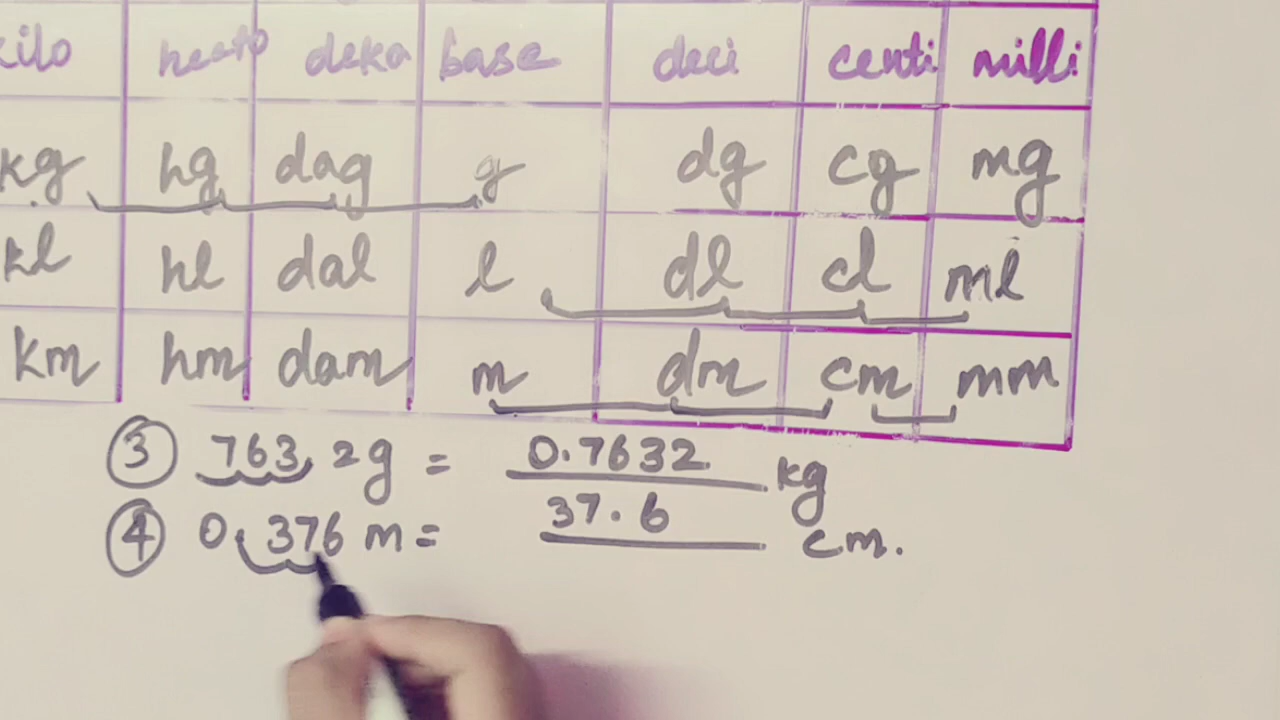 kilo hecto deka base deci centi milli
kg hg dag g dg cg mg
kl hl dal l dl cl ml
km hm dam m dm cm mm
③ 763.2g = 0.7632 kg
④ 0.376 m = 37.6 cm.